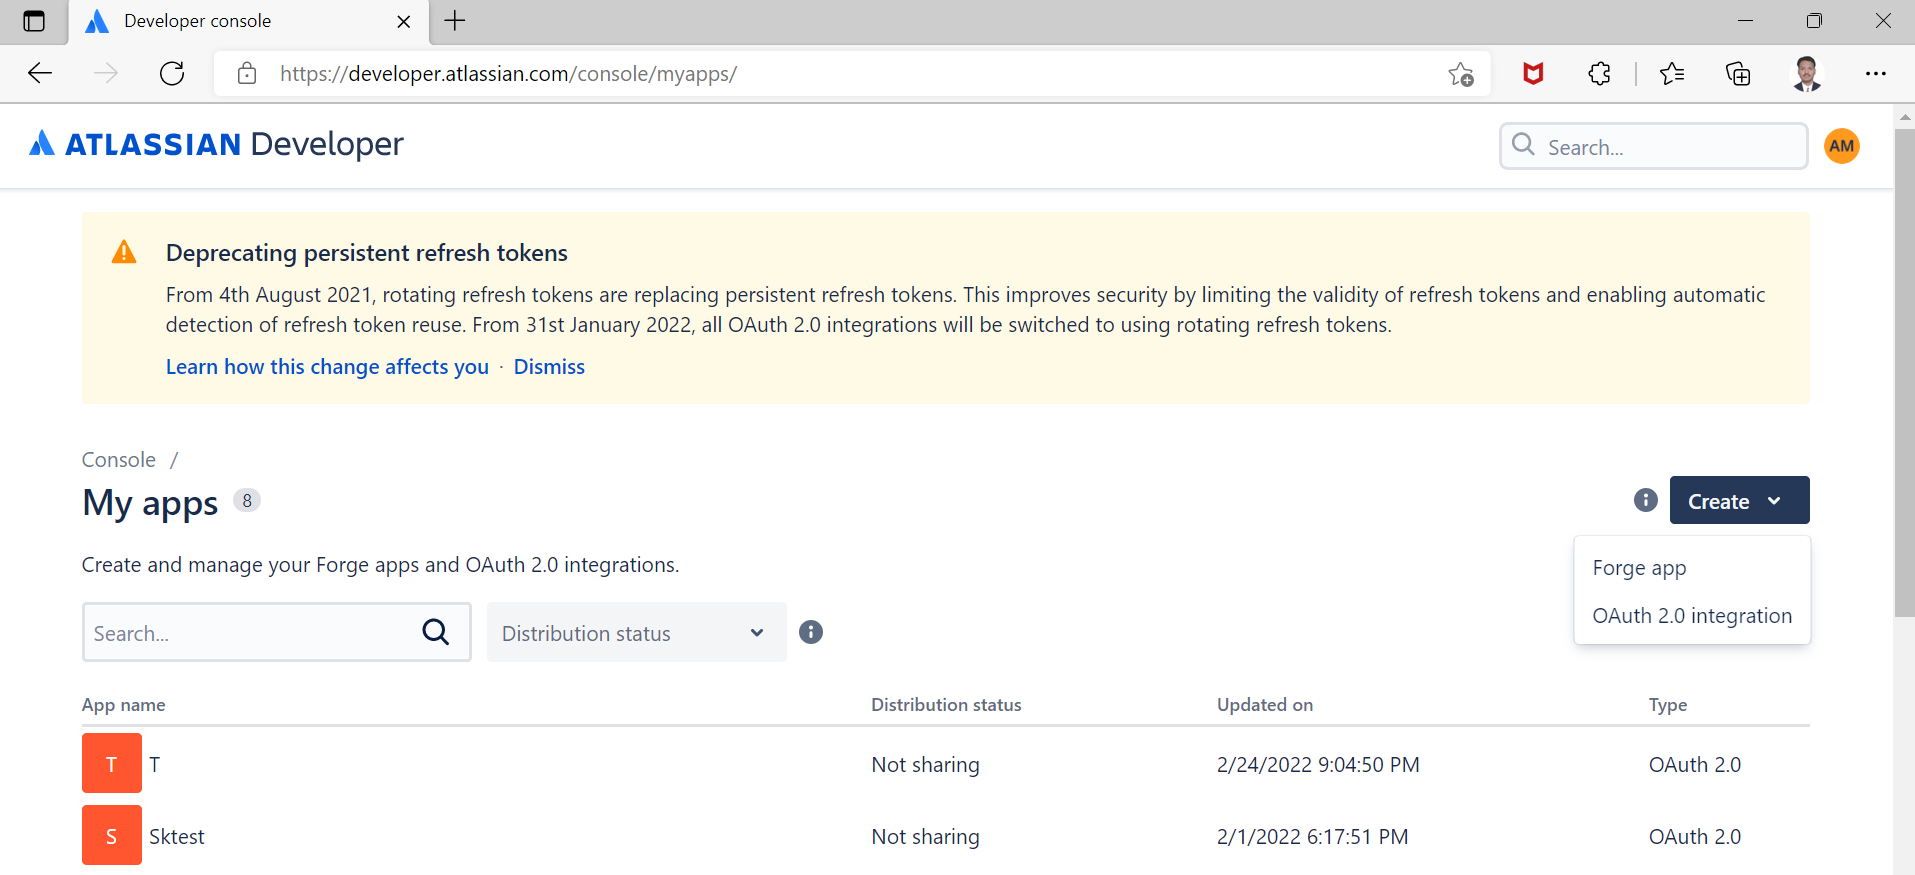 Developer console
https://developer.atlassian.com/console/myapps/
ATLASSIAN Developer
Search...
AM
Deprecating persistent refresh tokens
From 4th August 2021, rotating refresh tokens are replacing persistent refresh tokens. This improves security by limiting the validity of refresh tokens and enabling automatic
detection of refresh token reuse. From 31st January 2022, all OAuth 2.0 integrations will be switched to using rotating refresh tokens.
Learn how this change affects you · Dismiss
Console /
My apps 8
Create
Forge app
OAuth 2.0 integration
Create and manage your Forge apps and OAuth 2.0 integrations.
Search...
Distribution status
App name Distribution status Updated on Type
T T Not sharing 2/24/2022 9:04:50 PM OAuth 2.0
S Sktest Not sharing 2/1/2022 6:17:51 PM OAuth 2.0